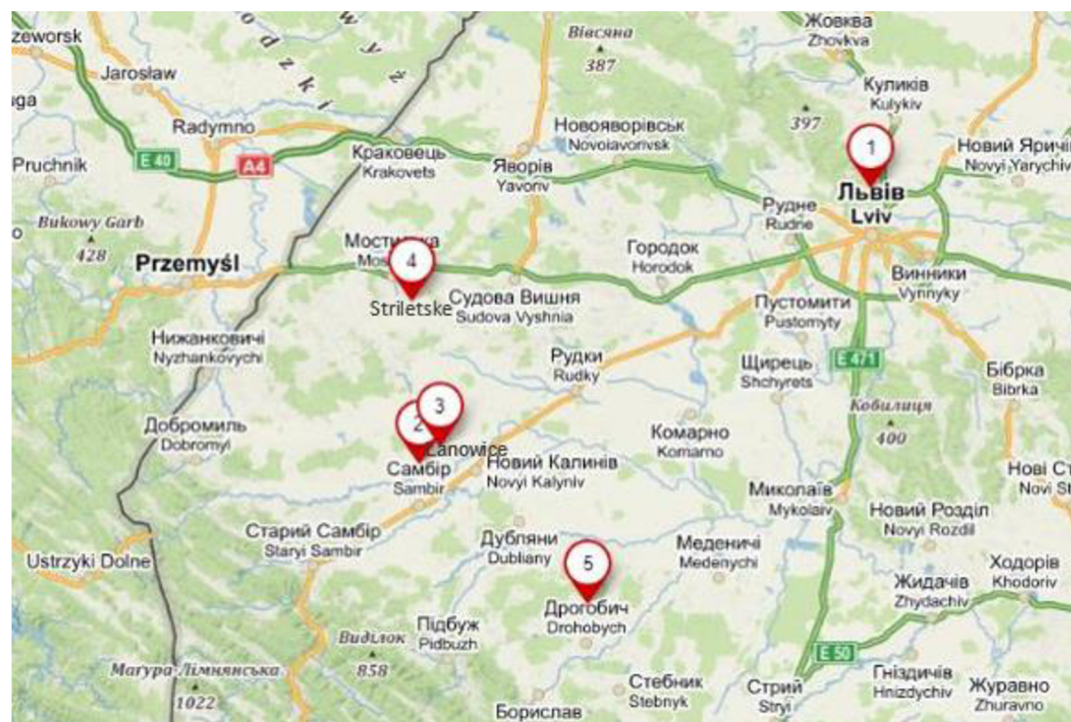 zeworsk
Жовква
Zhovkva
Вівсяна
387
Jarosław
Куликів
Kulykiv
397
Radymno
E 40
A4
Краковець
Krakovets
Новояворівськ
Novoiavorivsk
Яворів
Yavoriv
1
Новий Яричів
Novyi Yarychiv
Pruchnik
Львів
Lviv
Рудне
Rudne
Bukowy Garb
428
Przemyśl
4
Городок
Horodok
Винники
Vynnyky
Striletske
Судова Вишня
Sudova Vyshnia
Пустомити
Pustomyty
Нижанковичі
Nyzhankovychi
Рудки
Rudky
Щирець
Shchyrets
E 471
Бібрка
Bibrka
2
3
Кобилиця
400
Добромиль
Dobromyl
Комарно
Komarno
Łanowice
Самбір
Sambir
Новий Калинів
Novyi Kalyniv
Нові Ст
Novi S
Миколаїв
Mykolaiv
Новий Розділ
Novyi Rozdil
Старий Самбір
Staryi Sambir
Дубляни
Dubliany
Меденичі
Medenychi
Ustrzyki Dolne
5
Ходорів
Khodoriv
Жидачів
Zhydachiv
Дрогобич
Drohobych
Підбуж
Pidbuzh
Виділок
858
E 50
Маґура-Лімнянська
1022
Гніздичів
Hnizdychiv
Стебник
Stebnyk
Стрий
Stryi
Журавно
Zhuravno
Борислав